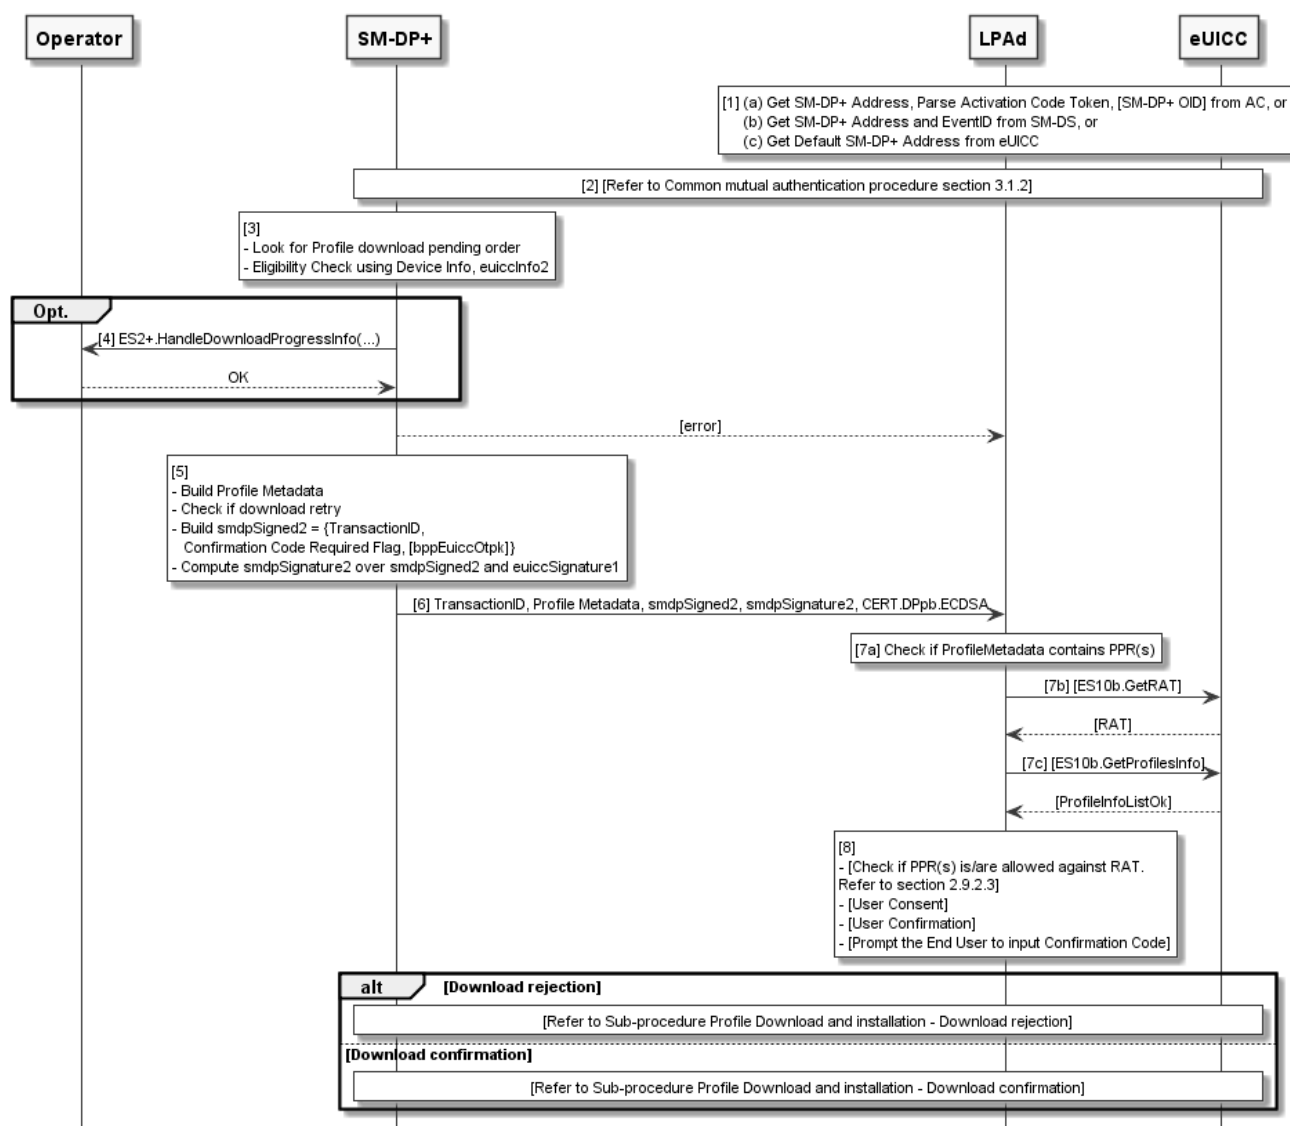 Operator
SM-DP+
LPAd
eUICC
[1] (a) Get SM-DP+ Address, Parse Activation Code Token, [SM-DP+ OID] from AC, or
(b) Get SM-DP+ Address and EventID from SM-DS, or
(c) Get Default SM-DP+ Address from eUICC
[2] [Refer to Common mutual authentication procedure section 3.1.2]
[3]
- Look for Profile download pending order
- Eligibility Check using Device Info, euiccInfo2
Opt.
[4] ES2+.HandleDownloadProgressInfo(...)
OK
[error]
[5]
- Build Profile Metadata
- Check if download retry
- Build smdpSigned2 = {TransactionID,
Confirmation Code Required Flag, [bppEuiccOtpk]}
- Compute smdpSignature2 over smdpSigned2 and euiccSignature1
[6] TransactionID, Profile Metadata, smdpSigned2, smdpSignature2, CERT.DPpb.ECDSA
[7a] Check if ProfileMetadata contains PPR(s)
[7b] [ES10b.GetRAT]
[RAT]
[7c] [ES10b.GetProfilesInfo]
[ProfileInfoListOk]
[8]
- [Check if PPR(s) is/are allowed against RAT.
Refer to section 2.9.2.3]
- [User Consent]
- [User Confirmation]
- [Prompt the End User to input Confirmation Code]
alt
[Download rejection]
[Refer to Sub-procedure Profile Download and installation - Download rejection]
[Download confirmation]
[Refer to Sub-procedure Profile Download and installation - Download confirmation]